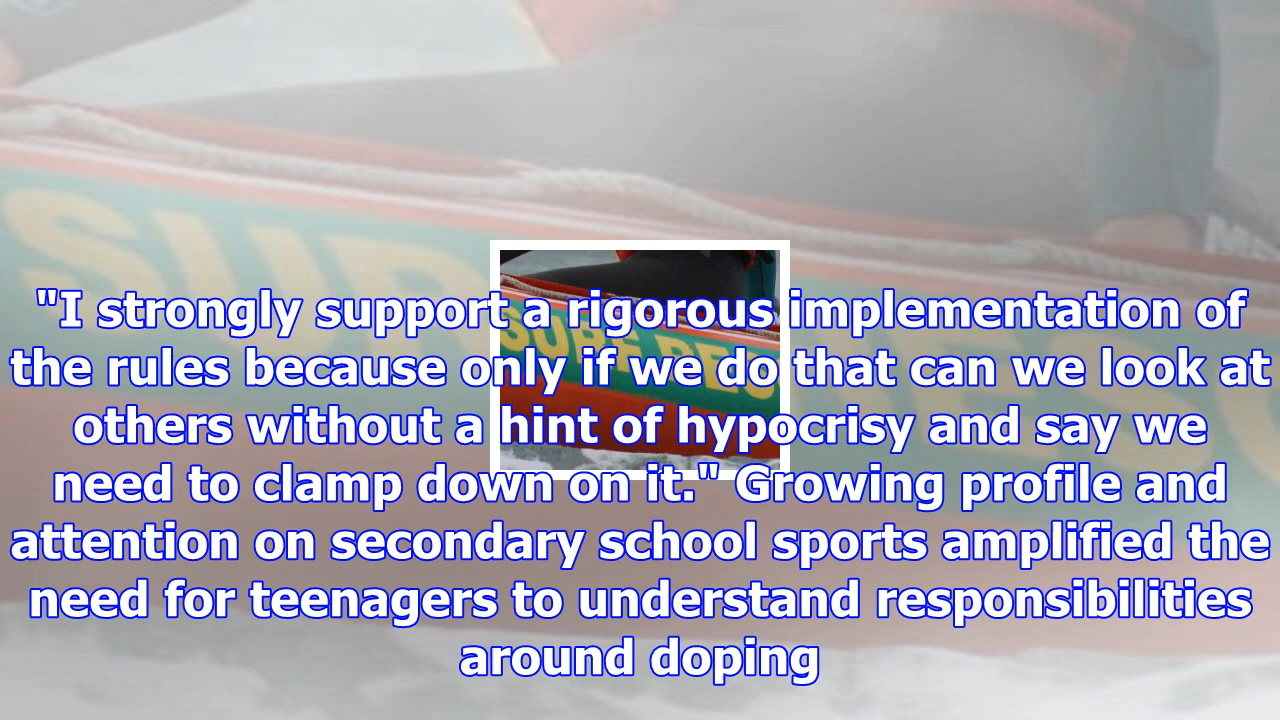 "I strongly support a rigorous implementation of
the rules because only if we do that can we look at
others without a hint of hypocrisy and say we
need to clamp down on it." Growing profile and
attention on secondary school sports amplified the
need for teenagers to understand responsibilities
around doping